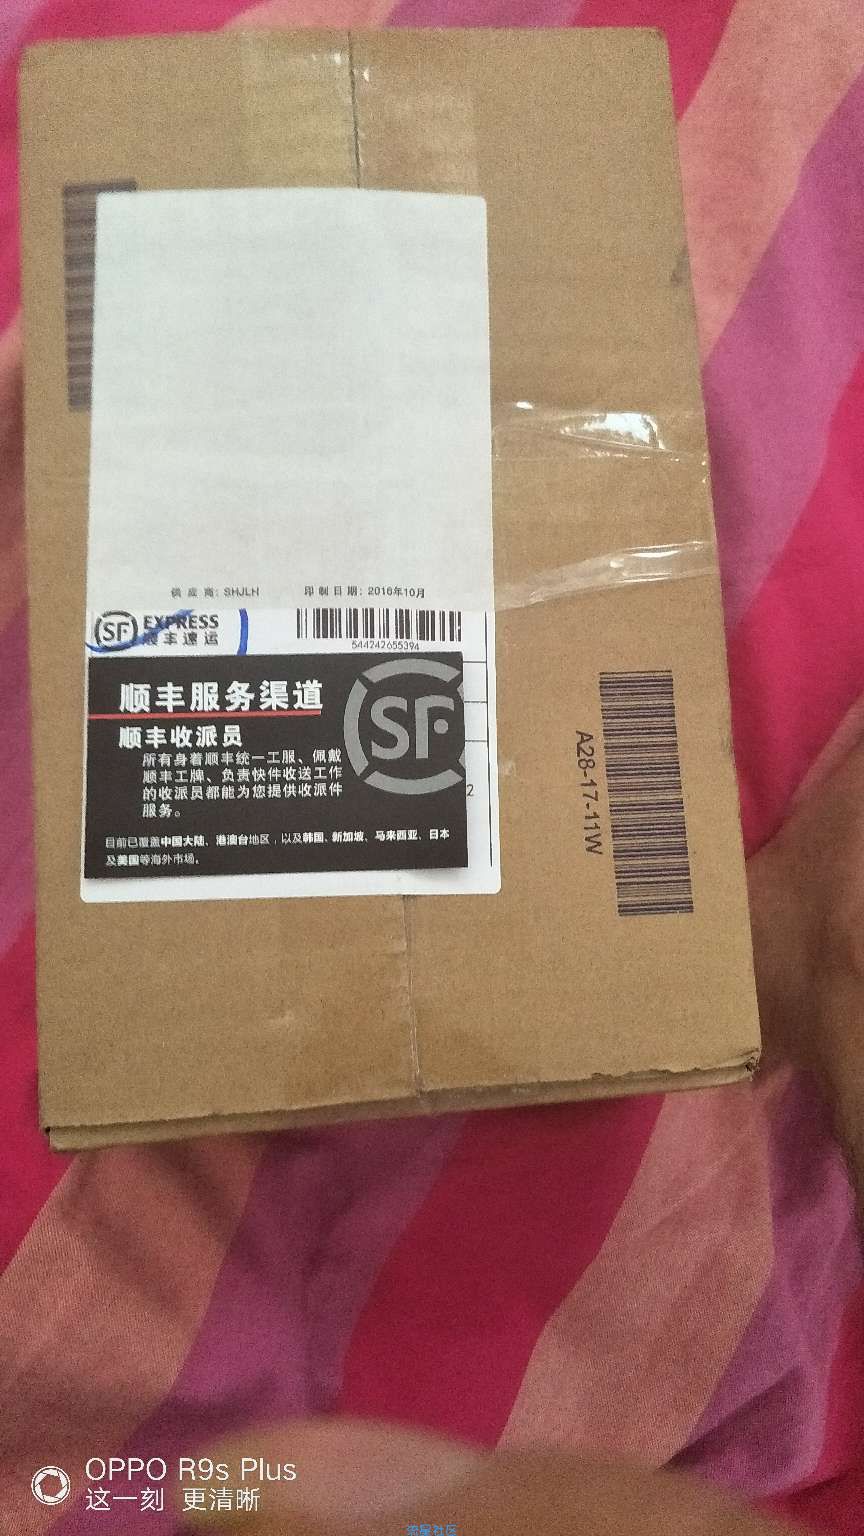 供应商: SHJLH 印制日期: 2016年10月
SF EXPRESS
顺丰速运
544242655394
顺丰服务渠道
SF
顺丰收派员
所有身着顺丰统一工服、佩戴
顺丰工牌、负责快件收送工作
的收派员都能为您提供收派件
服务。
2
目前已覆盖中国大陆、港澳台地区，以及韩国、新加坡、马来西亚、日本
及美国等海外市场。
A28-17-11W
OPPO R9s Plus
这一刻 更清晰